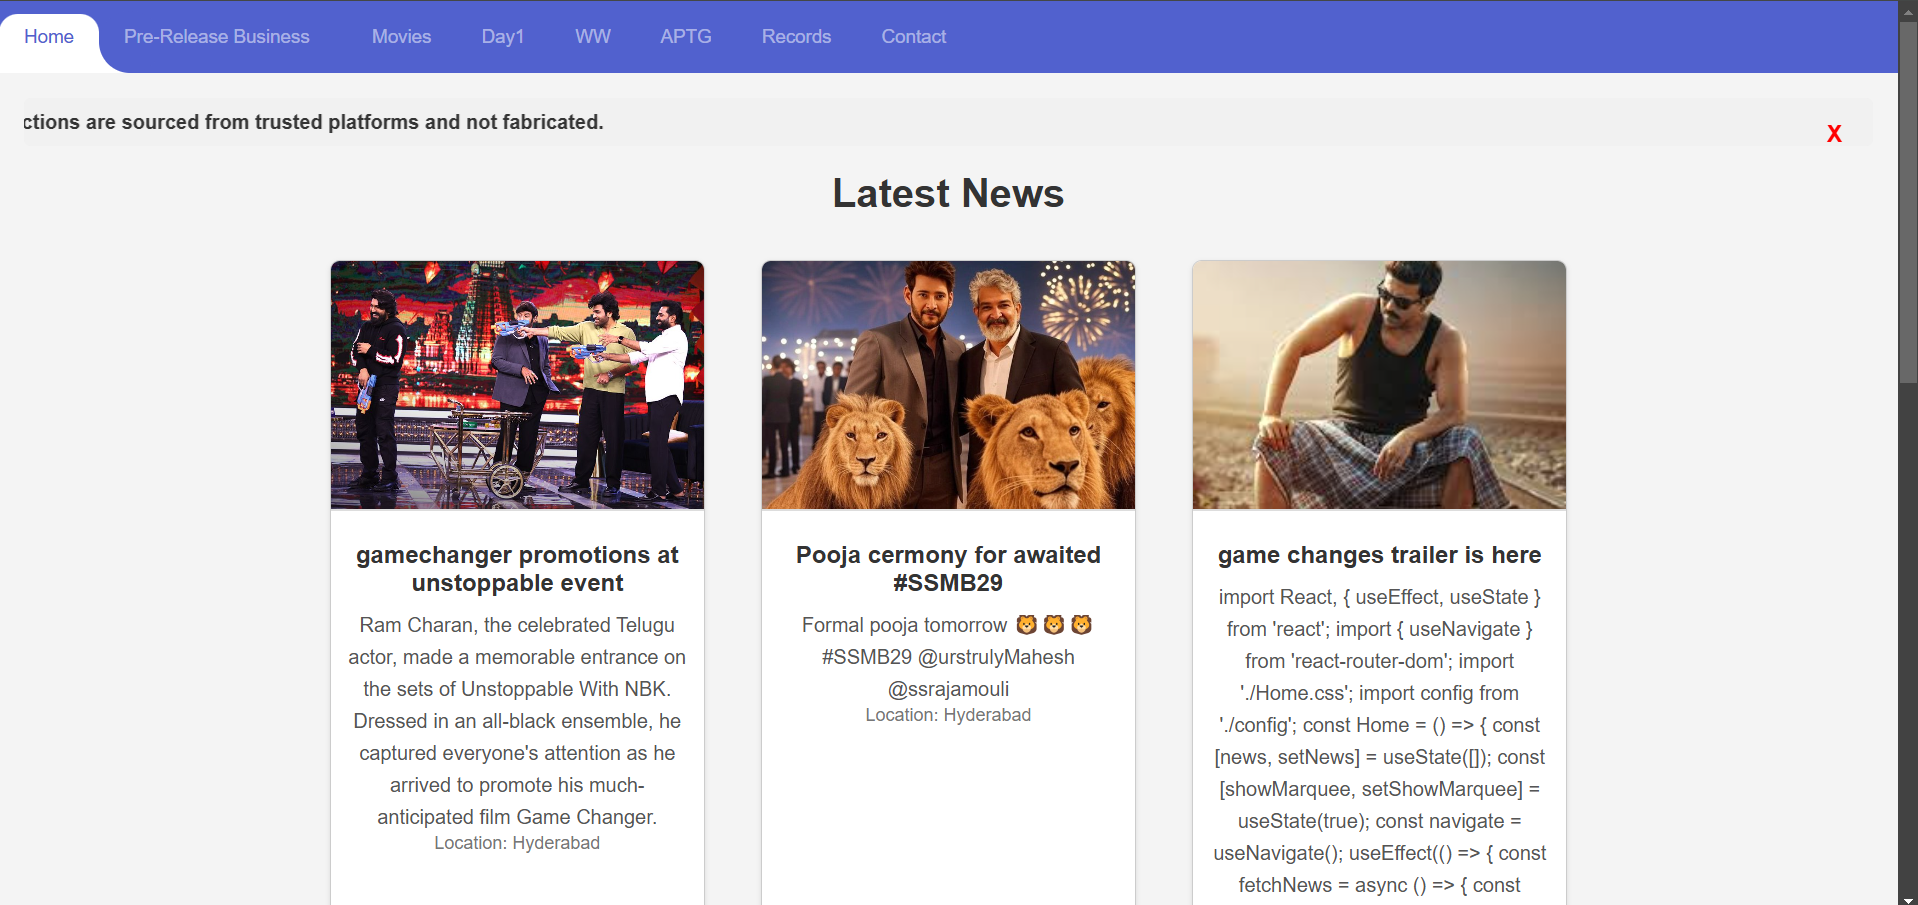 Home Pre-Release Business Movies Day1 WW APTG Records Contact
ctions are sourced from trusted platforms and not fabricated.
X
Latest News
gamechanger promotions at
unstoppable event
Ram Charan, the celebrated Telugu
actor, made a memorable entrance on
the sets of Unstoppable With NBK.
Dressed in an all-black ensemble, he
captured everyone's attention as he
arrived to promote his much-
anticipated film Game Changer.
Location: Hyderabad
Pooja cermony for awaited
#SSMB29
Formal pooja tomorrow 🦁🦁🦁
#SSMB29 @urstrulyMahesh
@ssrajamouli
Location: Hyderabad
game changes trailer is here
import React, { useEffect, useState }
from 'react'; import { useNavigate }
from 'react-router-dom'; import
'./Home.css'; import config from
'./config'; const Home = () => { const
[news, setNews] = useState([]); const
[showMarquee, setShowMarquee] =
useState(true); const navigate =
useNavigate(); useEffect(() => { const
fetchNews = async () => { const